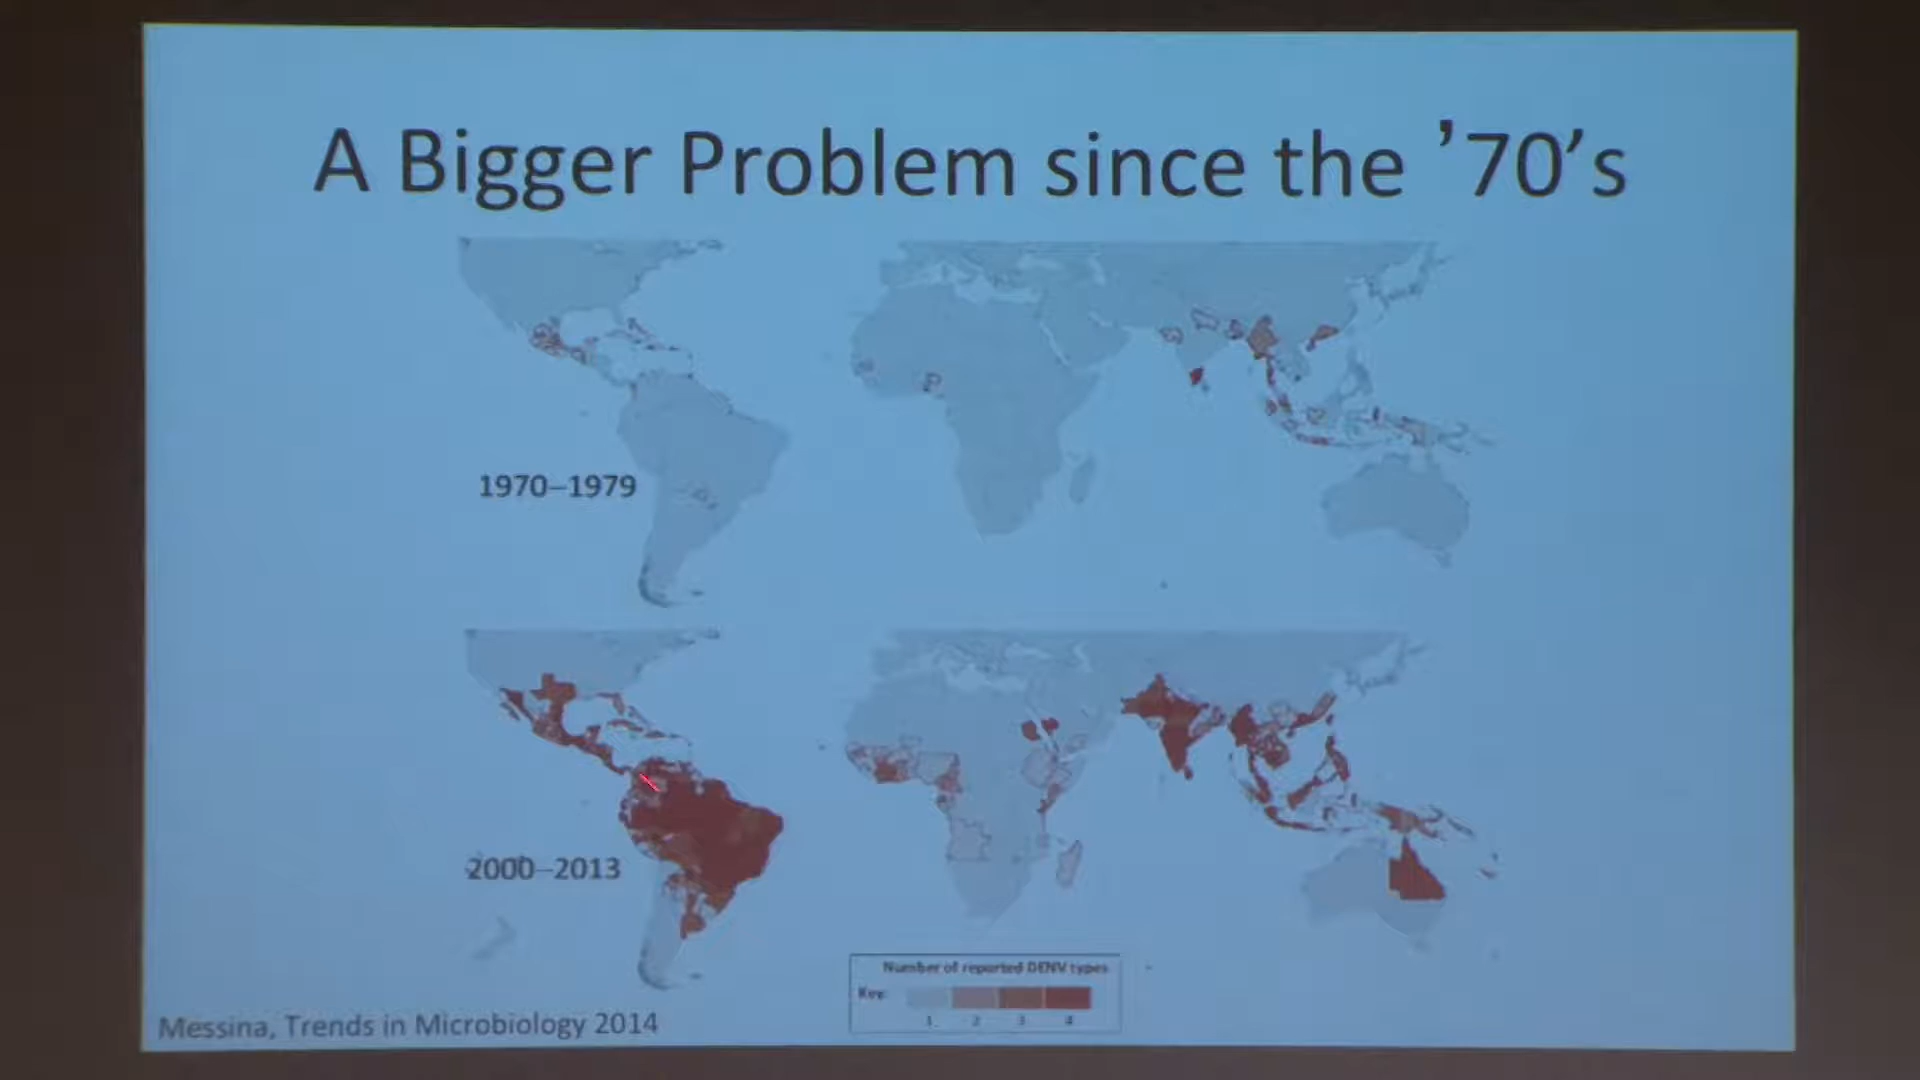 A Bigger Problem since the ’70’s
1970–1979
2000–2013
Number of reported DENV types
Key:
1 2 3 4
Messina, Trends in Microbiology 2014